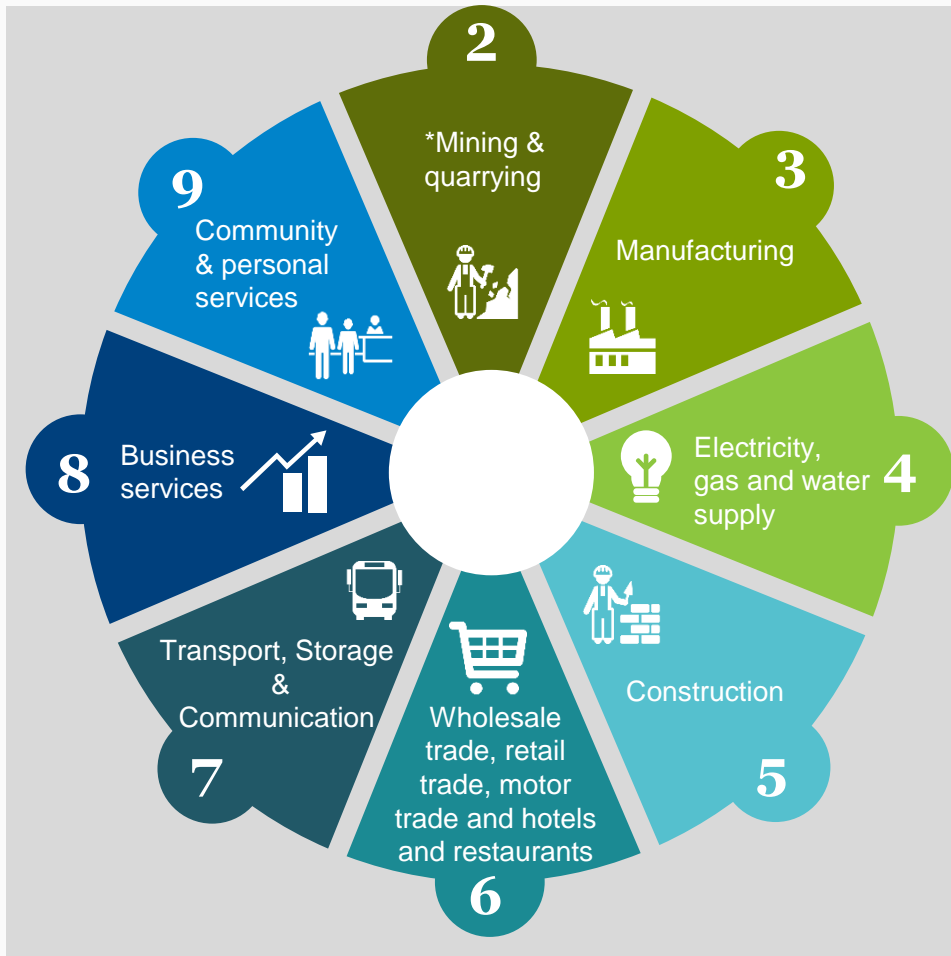 2
*Mining &
quarrying
3
Manufacturing
4
Electricity,
gas and water
supply
5
Construction
6
Wholesale
trade, retail
trade, motor
trade and hotels
and restaurants
7
Transport, Storage
&
Communication
8
Business
services
9
Community
& personal
services